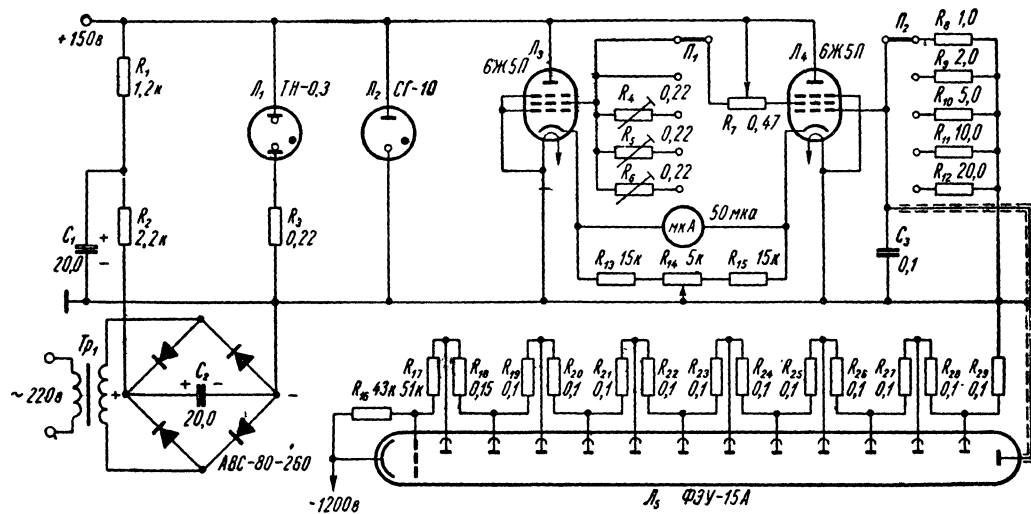 +150в
R₁
1,2к
Л₁ ТН-0,3
Л₂ СГ-1П
6Ж5П
Л₃
П₁
R₄ 0,22
R₅ 0,22
R₆ 0,22
R₇ 0,47
Л₄
6Ж5П
П₂
R₈ 1,0
R₉ 2,0
R₁₀ 5,0
R₁₁ 10,0
R₁₂ 20,0
C₁
20,0
+
−
R₂
2,2к
R₃
0,22
мкА
50 мка
R₁₃ 15к
R₁₄ 5к
R₁₅ 15к
C₃
0,1
Тр₁
~220в
+
+ C₂ −
20,0
−
АВС-80-260
R₁₆ 43к
R₁₇
51к
R₁₈
0,15
R₁₉
0,1
R₂₀
0,1
R₂₁
0,1
R₂₂
0,1
R₂₃
0,1
R₂₄
0,1
R₂₅
0,1
R₂₆
0,1
R₂₇
0,1
R₂₈
0,1
R₂₉
0,1
-1200в
Л₅ ФЭУ-15А